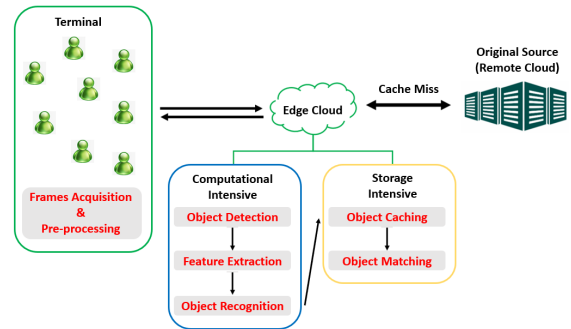 Terminal
Frames Acquisition
&
Pre-processing
Edge Cloud
Cache Miss
Original Source
(Remote Cloud)
Computational
Intensive
Object Detection
Feature Extraction
Object Recognition
Storage
Intensive
Object Caching
Object Matching